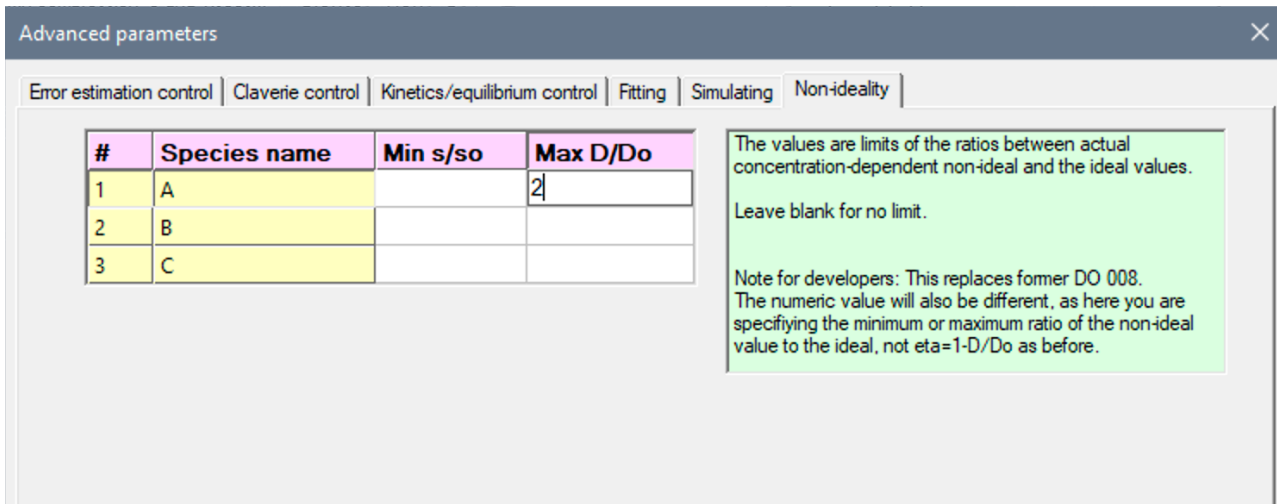 Advanced parameters
Error estimation control Claverie control Kinetics/equilibrium control Fitting Simulating Non-ideality
# Species name Min s/so Max D/Do
1 A 2
2 B
3 C
The values are limits of the ratios between actual
concentration-dependent non-ideal and the ideal values.
Leave blank for no limit.
Note for developers: This replaces former DO 008.
The numeric value will also be different, as here you are
specifiying the minimum or maximum ratio of the non-ideal
value to the ideal, not eta=1-D/Do as before.